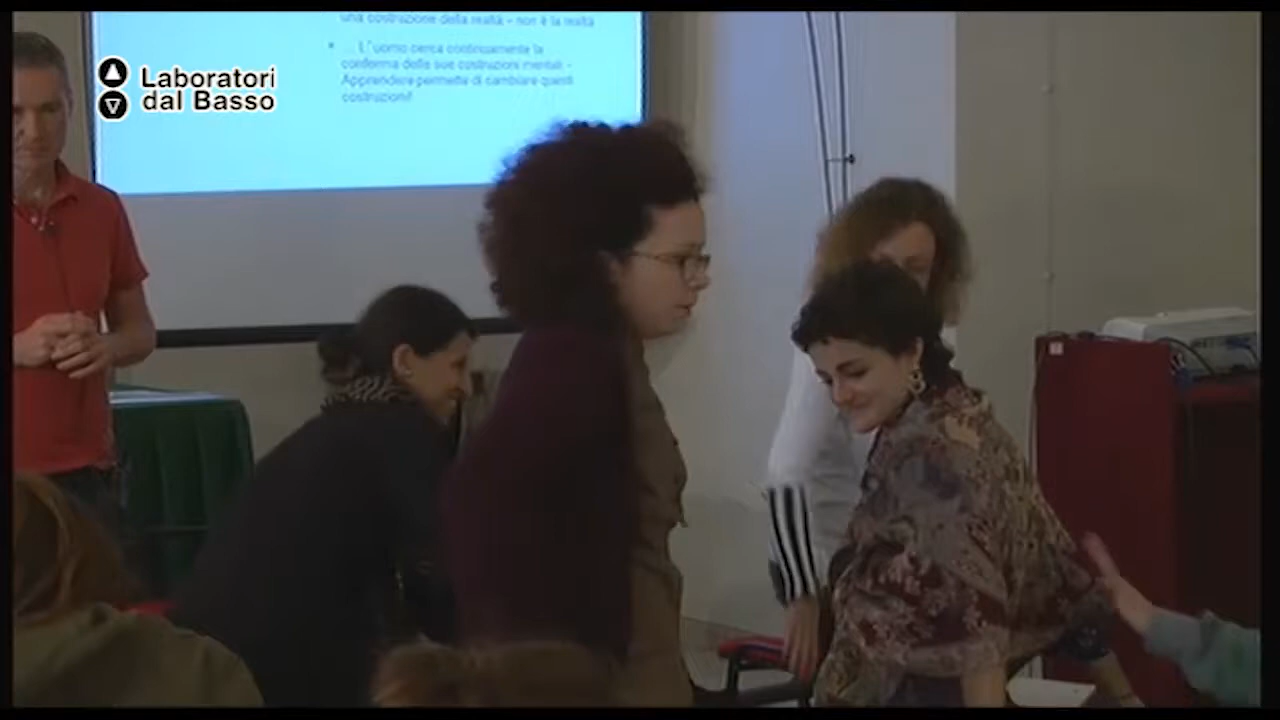 una costruzione della realtà - non è la realtà
... L'uomo cerca continuamente la
conferma delle sue costruzioni mentali -
Apprendere permette di cambiare questi
costruzioni!
Laboratori
dal Basso